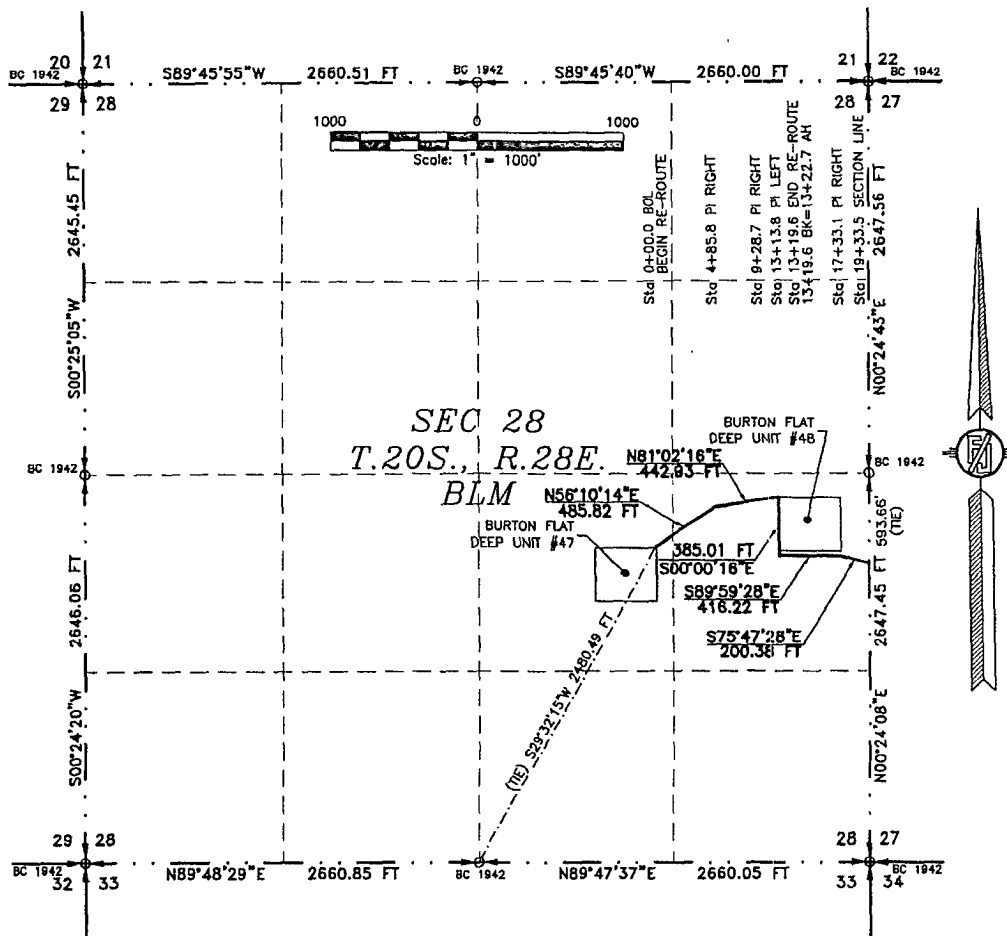 20 21
BC 1942
29 28
S89°45'55"W 2660.51 FT
BC 1942
S89°45'40"W 2660.00 FT
21 22
BC 1942
28 27
1000 0 1000
Scale: 1" = 1000'
Sta 0+00.0 BOL
BEGIN RE-ROUTE
Sta 4+85.8 PI RIGHT
Sta 9+28.7 PI RIGHT
Sta 13+13.8 PI LEFT
Sta 13+19.6 END RE-ROUTE
13+19.6 BK=13+22.7 AH
Sta 17+33.1 PI RIGHT
Sta 19+33.5 SECTION LINE
2645.45 FT
S00°25'05"W
2647.56 FT
N00°24'43"E
SEC 28
T.20S., R.28E.
BLM
BURTON FLAT
DEEP UNIT #48
BC 1942
BC 1942
N81°02'16"E
442.93 FT
N56°10'14"E
485.82 FT
BURTON FLAT
DEEP UNIT #47
593.66'
(TIE)
385.01 FT
S00°00'16"E
S89°59'28"E
416.22 FT
S75°47'28"E
200.38 FT
2646.06 FT
S00°24'20"W
2647.45 FT
N00°24'08"E
(TIE) S29°32'15"W 2480.49 FT
29 28
BC 1942
32 33
N89°48'29"E 2660.85 FT
BC 1942
N89°47'37"E 2660.05 FT
28 27
BC 1942
33 34